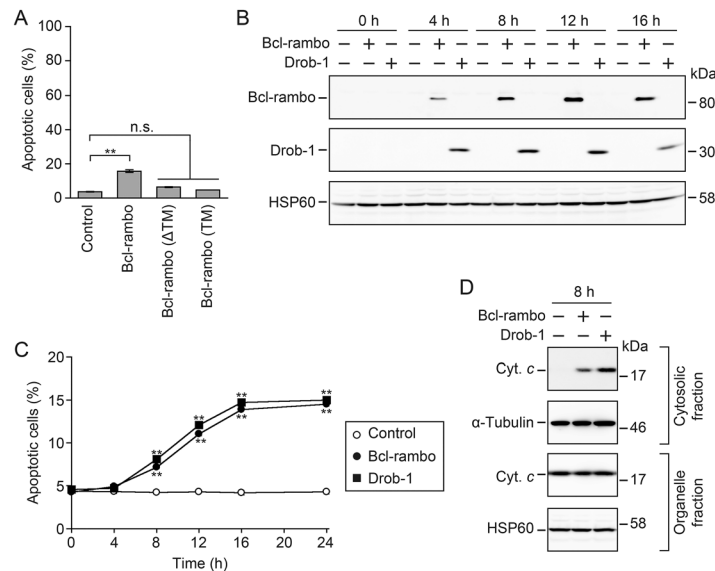 A
Apoptotic cells (%)
100
80
60
40
20
0
n.s.
**
Control
Bcl-rambo
Bcl-rambo (ΔTM)
Bcl-rambo (TM)
B
0 h 4 h 8 h 12 h 16 h
Bcl-rambo − + − − + − − + − − + − − + −
Drob-1 − − + − − + − − + − − + − − +
kDa
Bcl-rambo 80
Drob-1 30
HSP60 58
C
Apoptotic cells (%)
20
15
10
5
0
** ** ** **
** ** ** **
0 4 8 12 16 20 24
Time (h)
Control
Bcl-rambo
Drob-1
D
8 h
Bcl-rambo − + −
Drob-1 − − +
kDa
Cyt. c 17
α-Tubulin 46
Cytosolic fraction
Cyt. c 17
HSP60 58
Organelle fraction